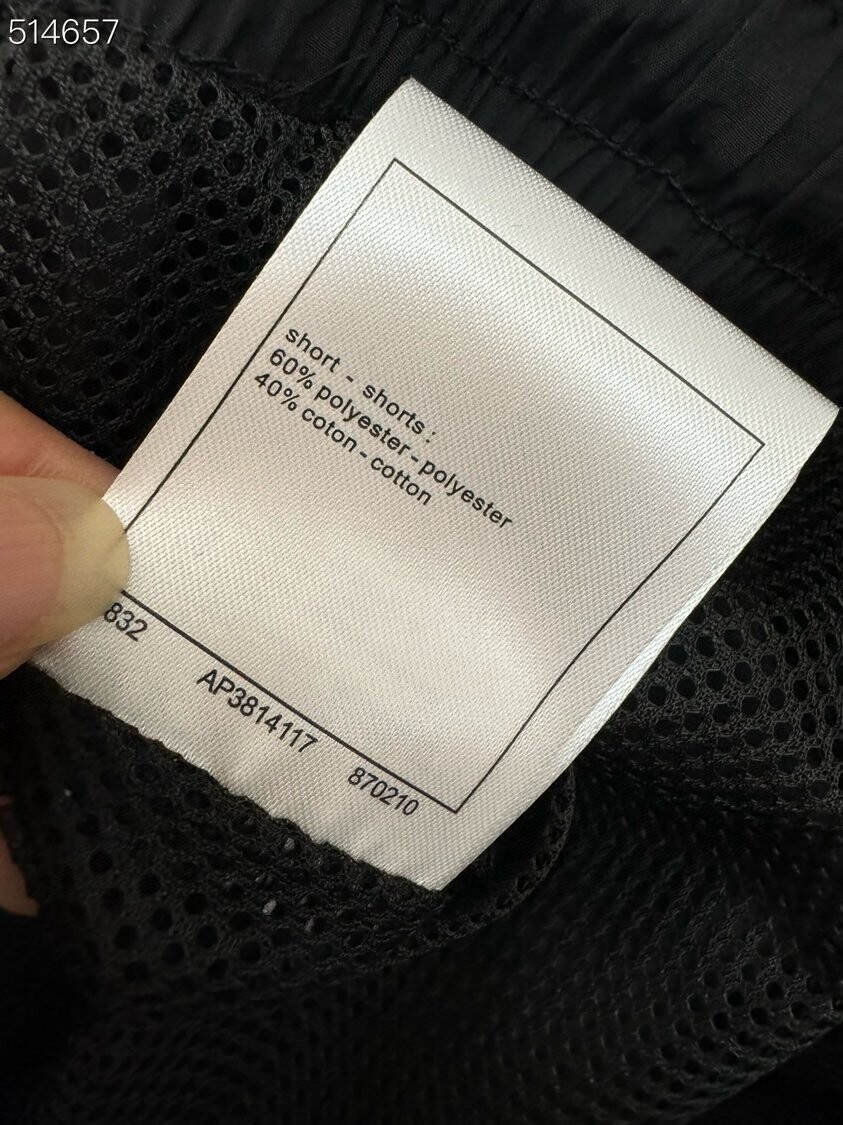 514657
short - shorts :
60% polyester - polyester
40% coton - cotton
832
AP3814117
870210